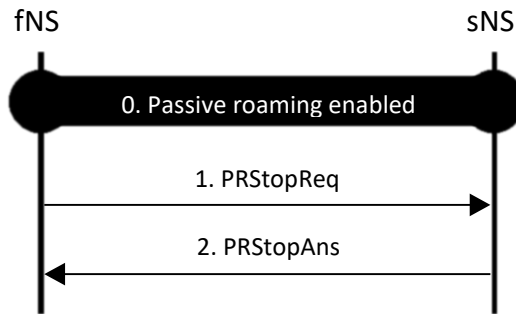 fNS
sNS
0. Passive roaming enabled
1. PRStopReq
2. PRStopAns